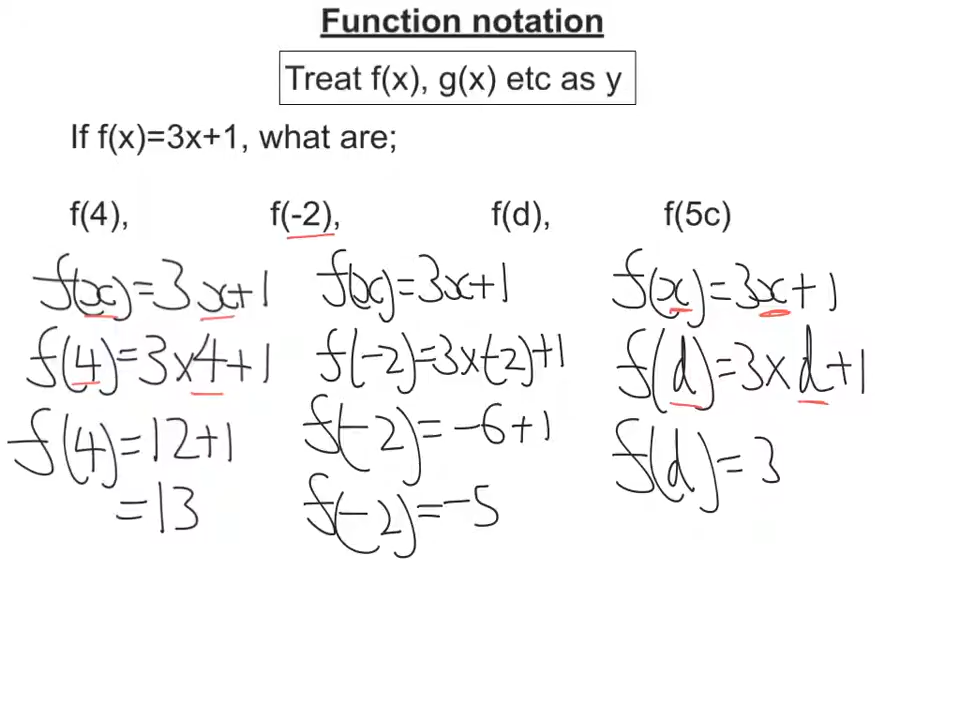 Function notation
Treat f(x), g(x) etc as y
If f(x)=3x+1, what are;
f(4), f(-2), f(d), f(5c)
f(x)=3x+1 f(x)=3x+1 f(x)=3x+1
f(4)=3x4+1 f(-2)=3x(-2)+1 f(d)=3xd+1
f(4)=12+1 f(-2)=-6+1 f(d)=3
=13 f(-2)=-5